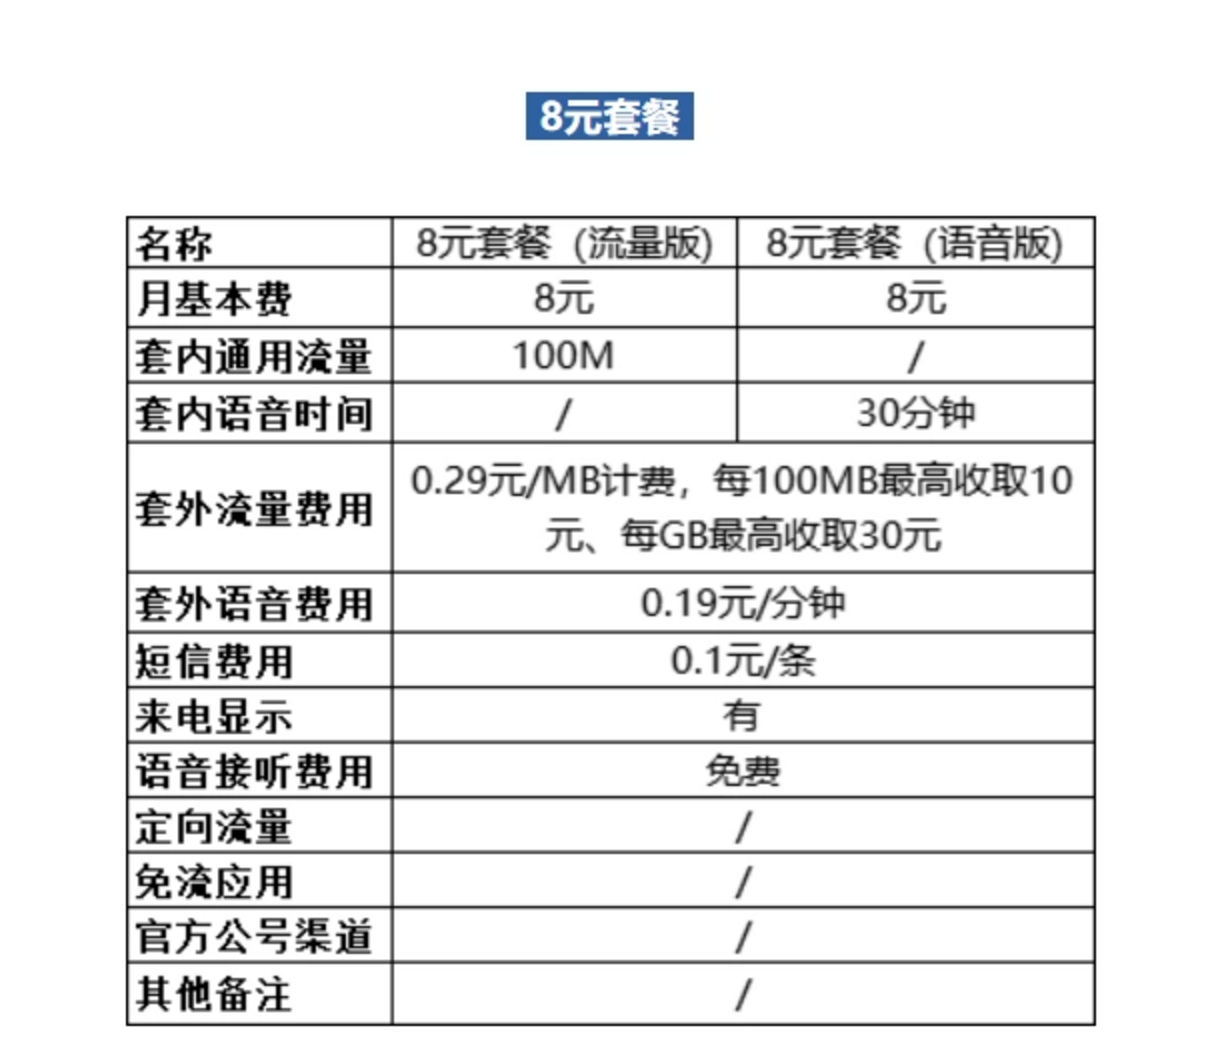 8元套餐
名称 8元套餐（流量版） 8元套餐（语音版）
月基本费 8元 8元
套内通用流量 100M /
套内语音时间 / 30分钟
套外流量费用 0.29元/MB计费，每100MB最高收取10
元、每GB最高收取30元
套外语音费用 0.19元/分钟
短信费用 0.1元/条
来电显示 有
语音接听费用 免费
定向流量 /
免流应用 /
官方公号渠道 /
其他备注 /